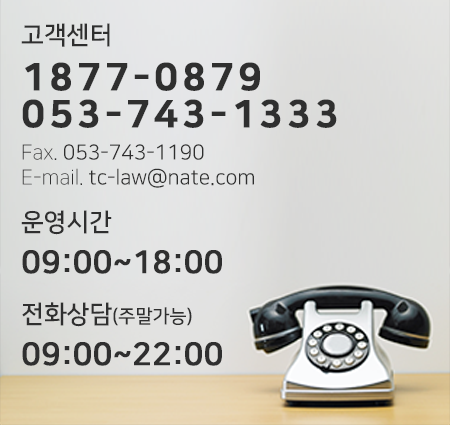 고객센터
1877-0879
053-743-1333
Fax. 053-743-1190
E-mail. tc-law@nate.com
운영시간
09:00~18:00
전화상담(주말가능)
09:00~22:00